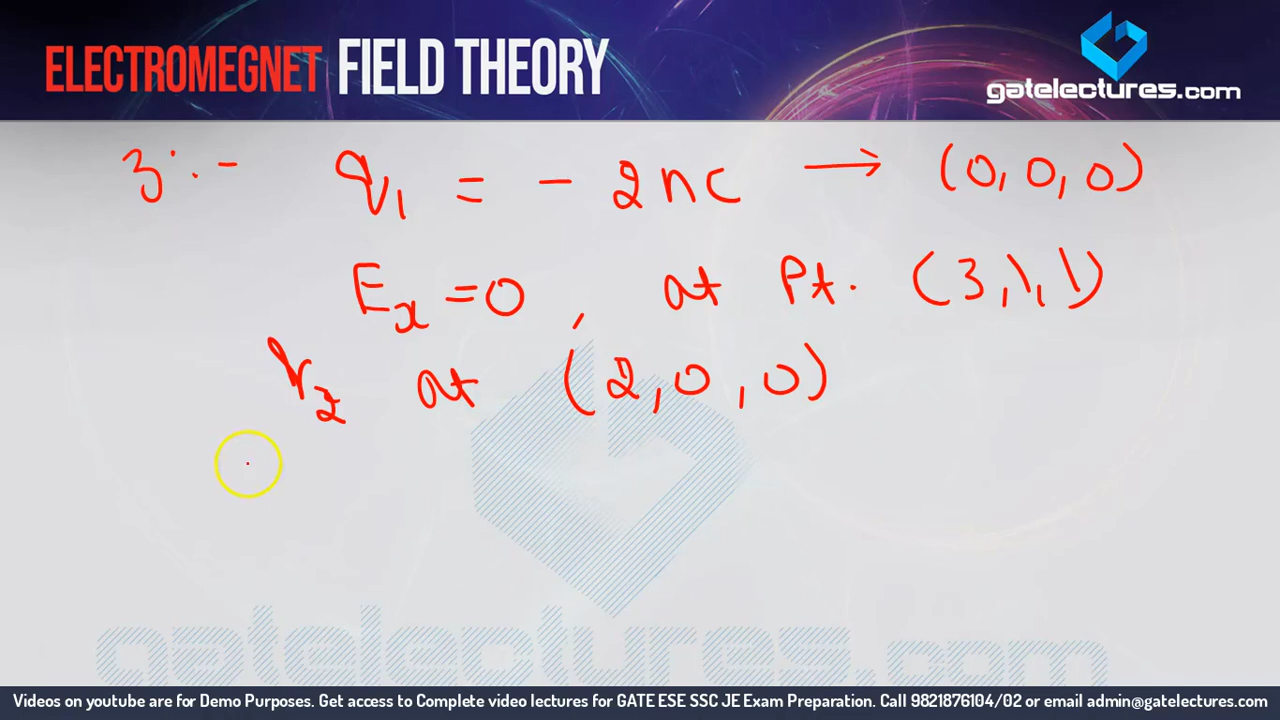 ELECTROMEGNET FIELD THEORY
gatelectures.com
3:- q1 = - 2nc → (0,0,0)
Ex = 0 , at Pt. (3,1,1)
q2 at (2,0,0)
gatelectures.com
Videos on youtube are for Demo Purposes. Get access to Complete video lectures for GATE ESE SSC JE Exam Preparation. Call 9821876104/02 or email admin@gatelectures.com